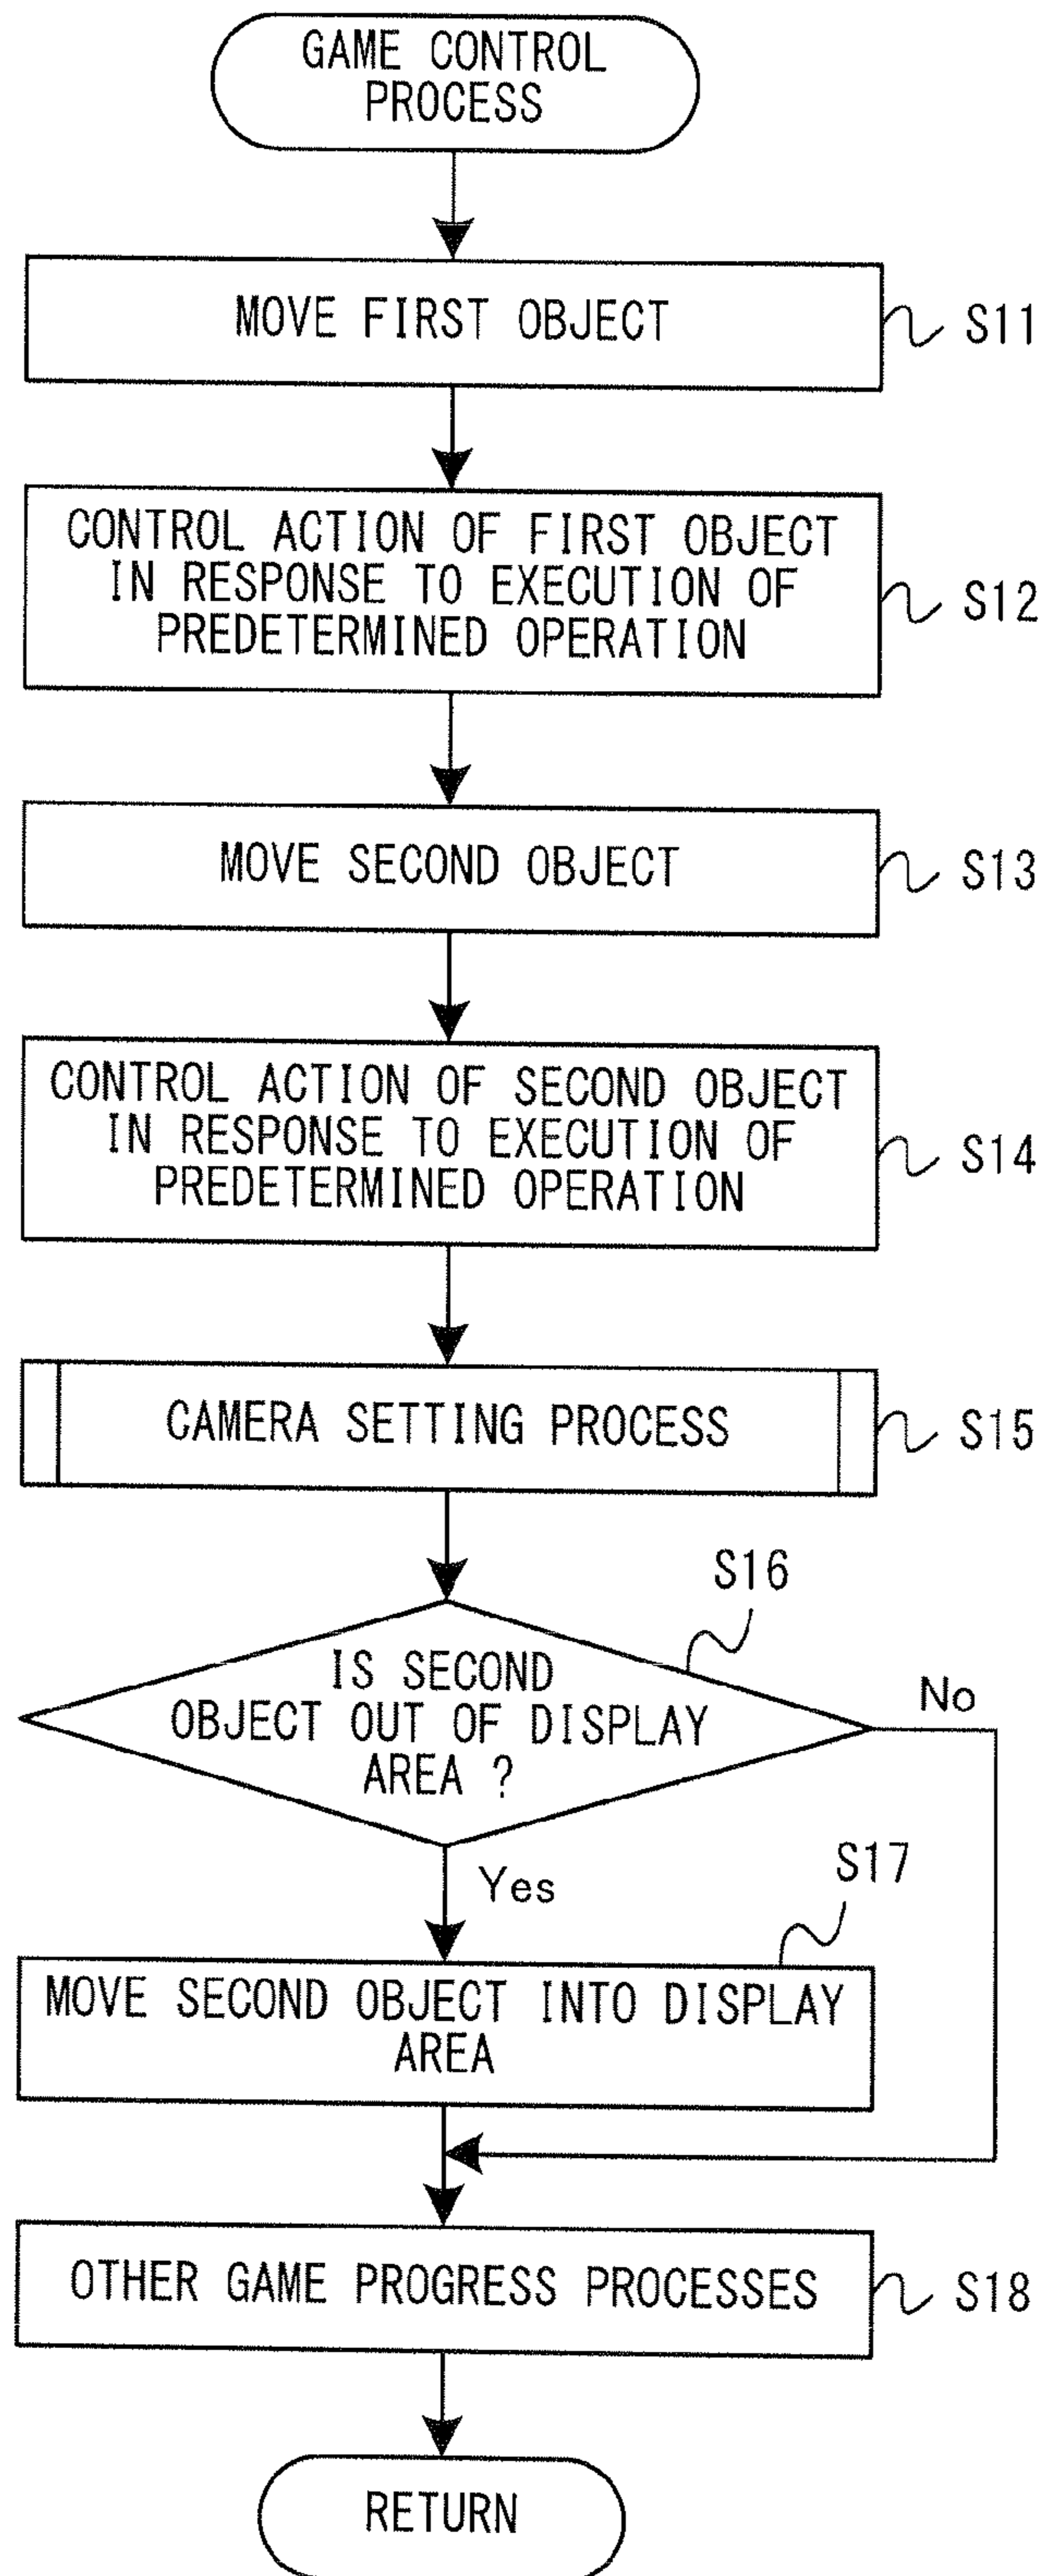 GAME CONTROL
PROCESS
MOVE FIRST OBJECT
S11
CONTROL ACTION OF FIRST OBJECT
IN RESPONSE TO EXECUTION OF
PREDETERMINED OPERATION
S12
MOVE SECOND OBJECT
S13
CONTROL ACTION OF SECOND OBJECT
IN RESPONSE TO EXECUTION OF
PREDETERMINED OPERATION
S14
CAMERA SETTING PROCESS
S15
S16
IS SECOND
OBJECT OUT OF DISPLAY
AREA ?
No
Yes
S17
MOVE SECOND OBJECT INTO DISPLAY
AREA
OTHER GAME PROGRESS PROCESSES
S18
RETURN